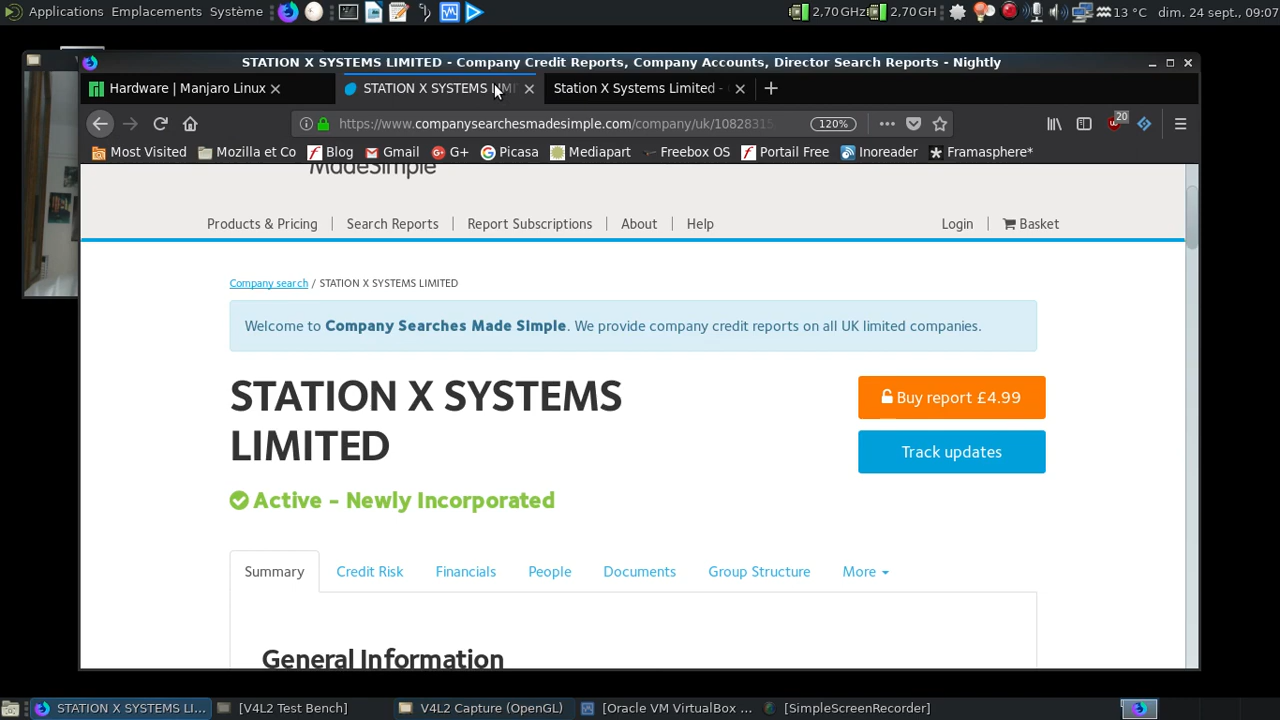 Applications Emplacements Système 2,70 GHz 2,70 GH 13 °C dim. 24 sept., 09:07
STATION X SYSTEMS LIMITED - Company Credit Reports, Company Accounts, Director Search Reports - Nightly
Hardware | Manjaro Linux STATION X SYSTEMS LIMI Station X Systems Limited -
https://www.companysearchesmadesimple.com/company/uk/10828315 120% 20
Most Visited Mozilla et Co Blog Gmail G+ Picasa Mediapart Freebox OS Portail Free Inoreader Framasphere*
MadeSimple
Products & Pricing Search Reports Report Subscriptions About Help Login Basket
Company search / STATION X SYSTEMS LIMITED
Welcome to Company Searches Made Simple. We provide company credit reports on all UK limited companies.
STATION X SYSTEMS
LIMITED
Buy report £4.99
Track updates
Active - Newly Incorporated
Summary Credit Risk Financials People Documents Group Structure More
General Information
STATION X SYSTEMS LI... [V4L2 Test Bench] V4L2 Capture (OpenGL) [Oracle VM VirtualBox ... [SimpleScreenRecorder]